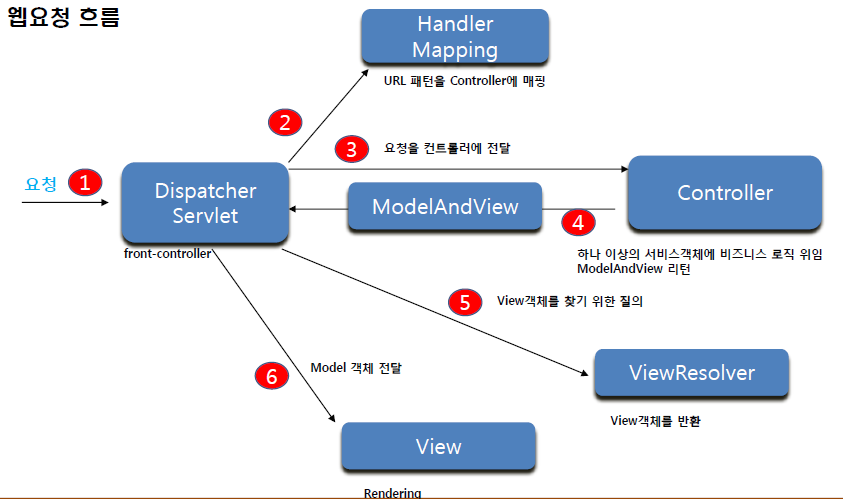 웹요청 흐름
Handler
Mapping
URL 패턴을 Controller에 매핑
2
3
요청을 컨트롤러에 전달
요청
1
Dispatcher
Servlet
front-controller
ModelAndView
Controller
4
하나 이상의 서비스객체에 비즈니스 로직 위임
ModelAndView 리턴
5
View객체를 찾기 위한 질의
6
Model 객체 전달
ViewResolver
View객체를 반환
View
Rendering